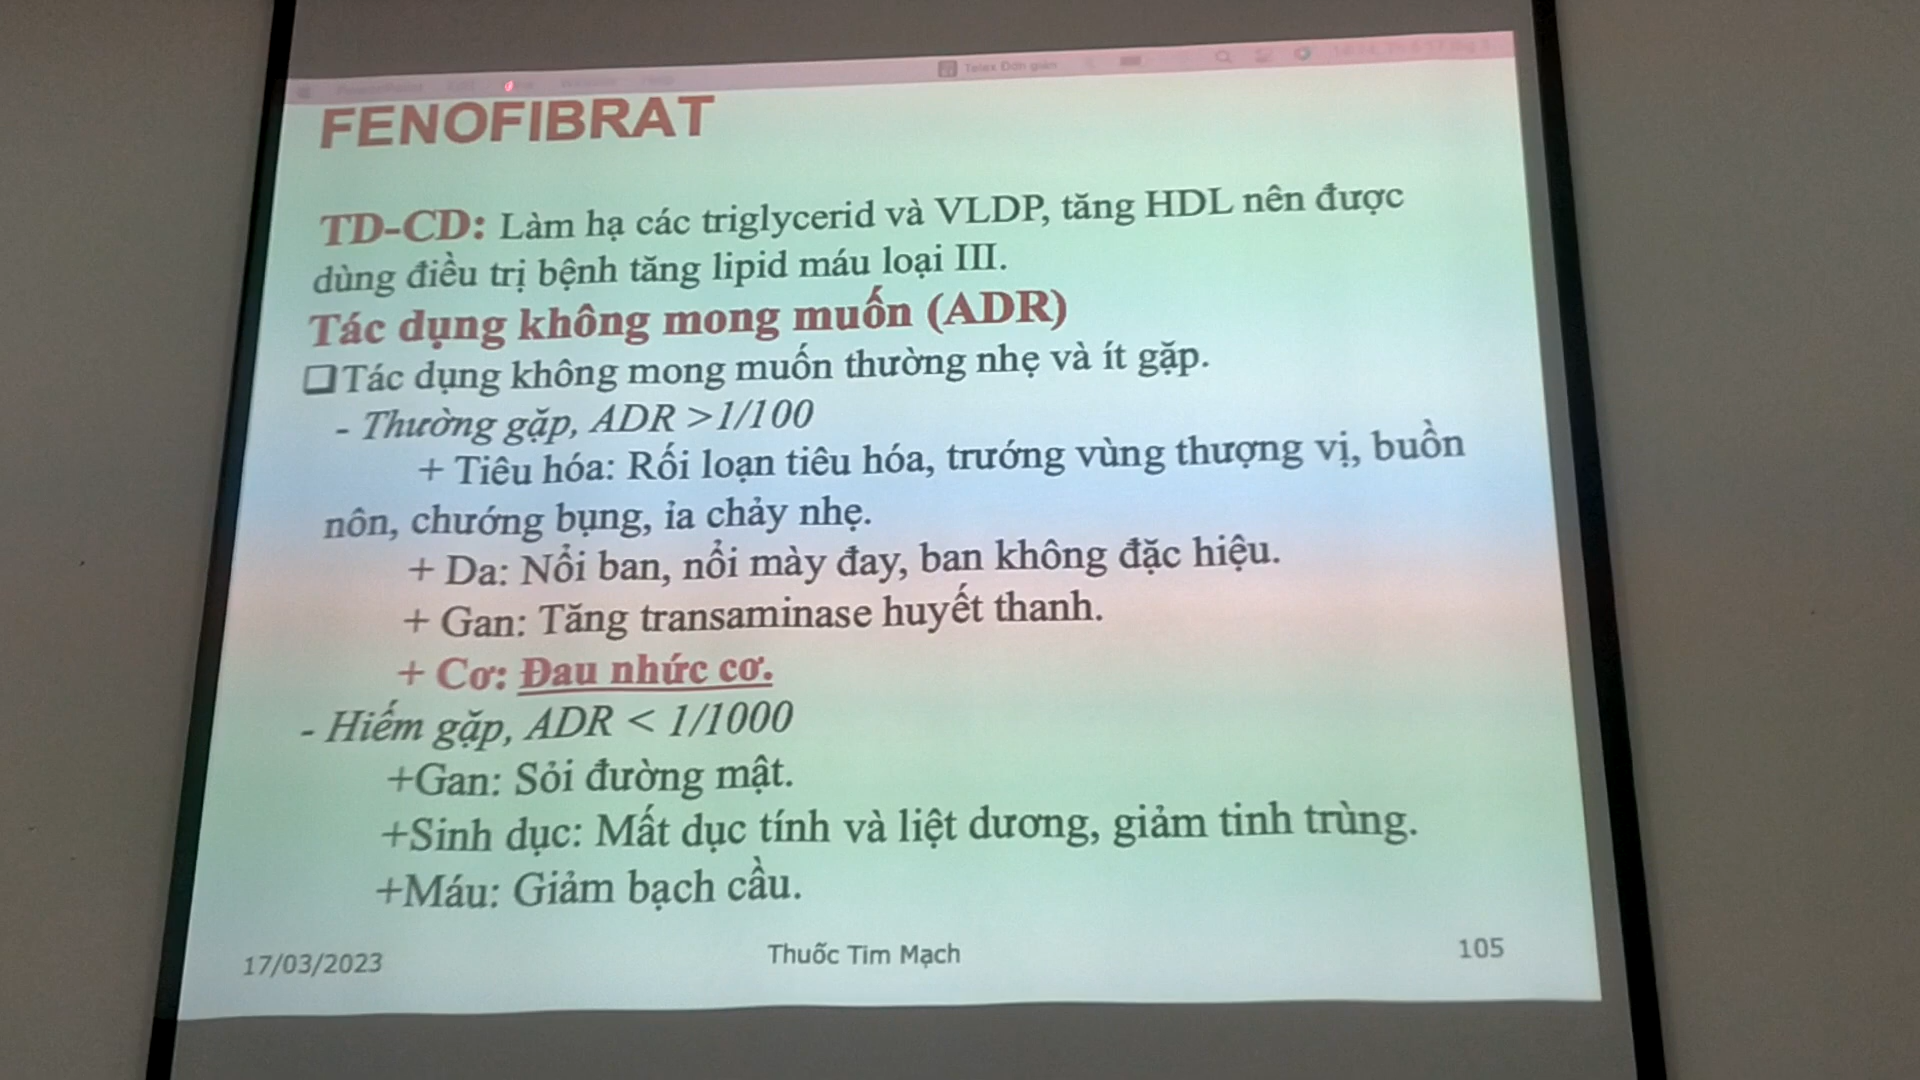 Telex Đơn giản
FENOFIBRAT
TD-CD: Làm hạ các triglycerid và VLDP, tăng HDL nên được
dùng điều trị bệnh tăng lipid máu loại III.
Tác dụng không mong muốn (ADR)
❑Tác dụng không mong muốn thường nhẹ và ít gặp.
- Thường gặp, ADR >1/100
+ Tiêu hóa: Rối loạn tiêu hóa, trướng vùng thượng vị, buồn
nôn, chướng bụng, ỉa chảy nhẹ.
+ Da: Nổi ban, nổi mày đay, ban không đặc hiệu.
+ Gan: Tăng transaminase huyết thanh.
+ Cơ: Đau nhức cơ.
- Hiếm gặp, ADR < 1/1000
+Gan: Sỏi đường mật.
+Sinh dục: Mất dục tính và liệt dương, giảm tinh trùng.
+Máu: Giảm bạch cầu.
17/03/2023 Thuốc Tim Mạch 105